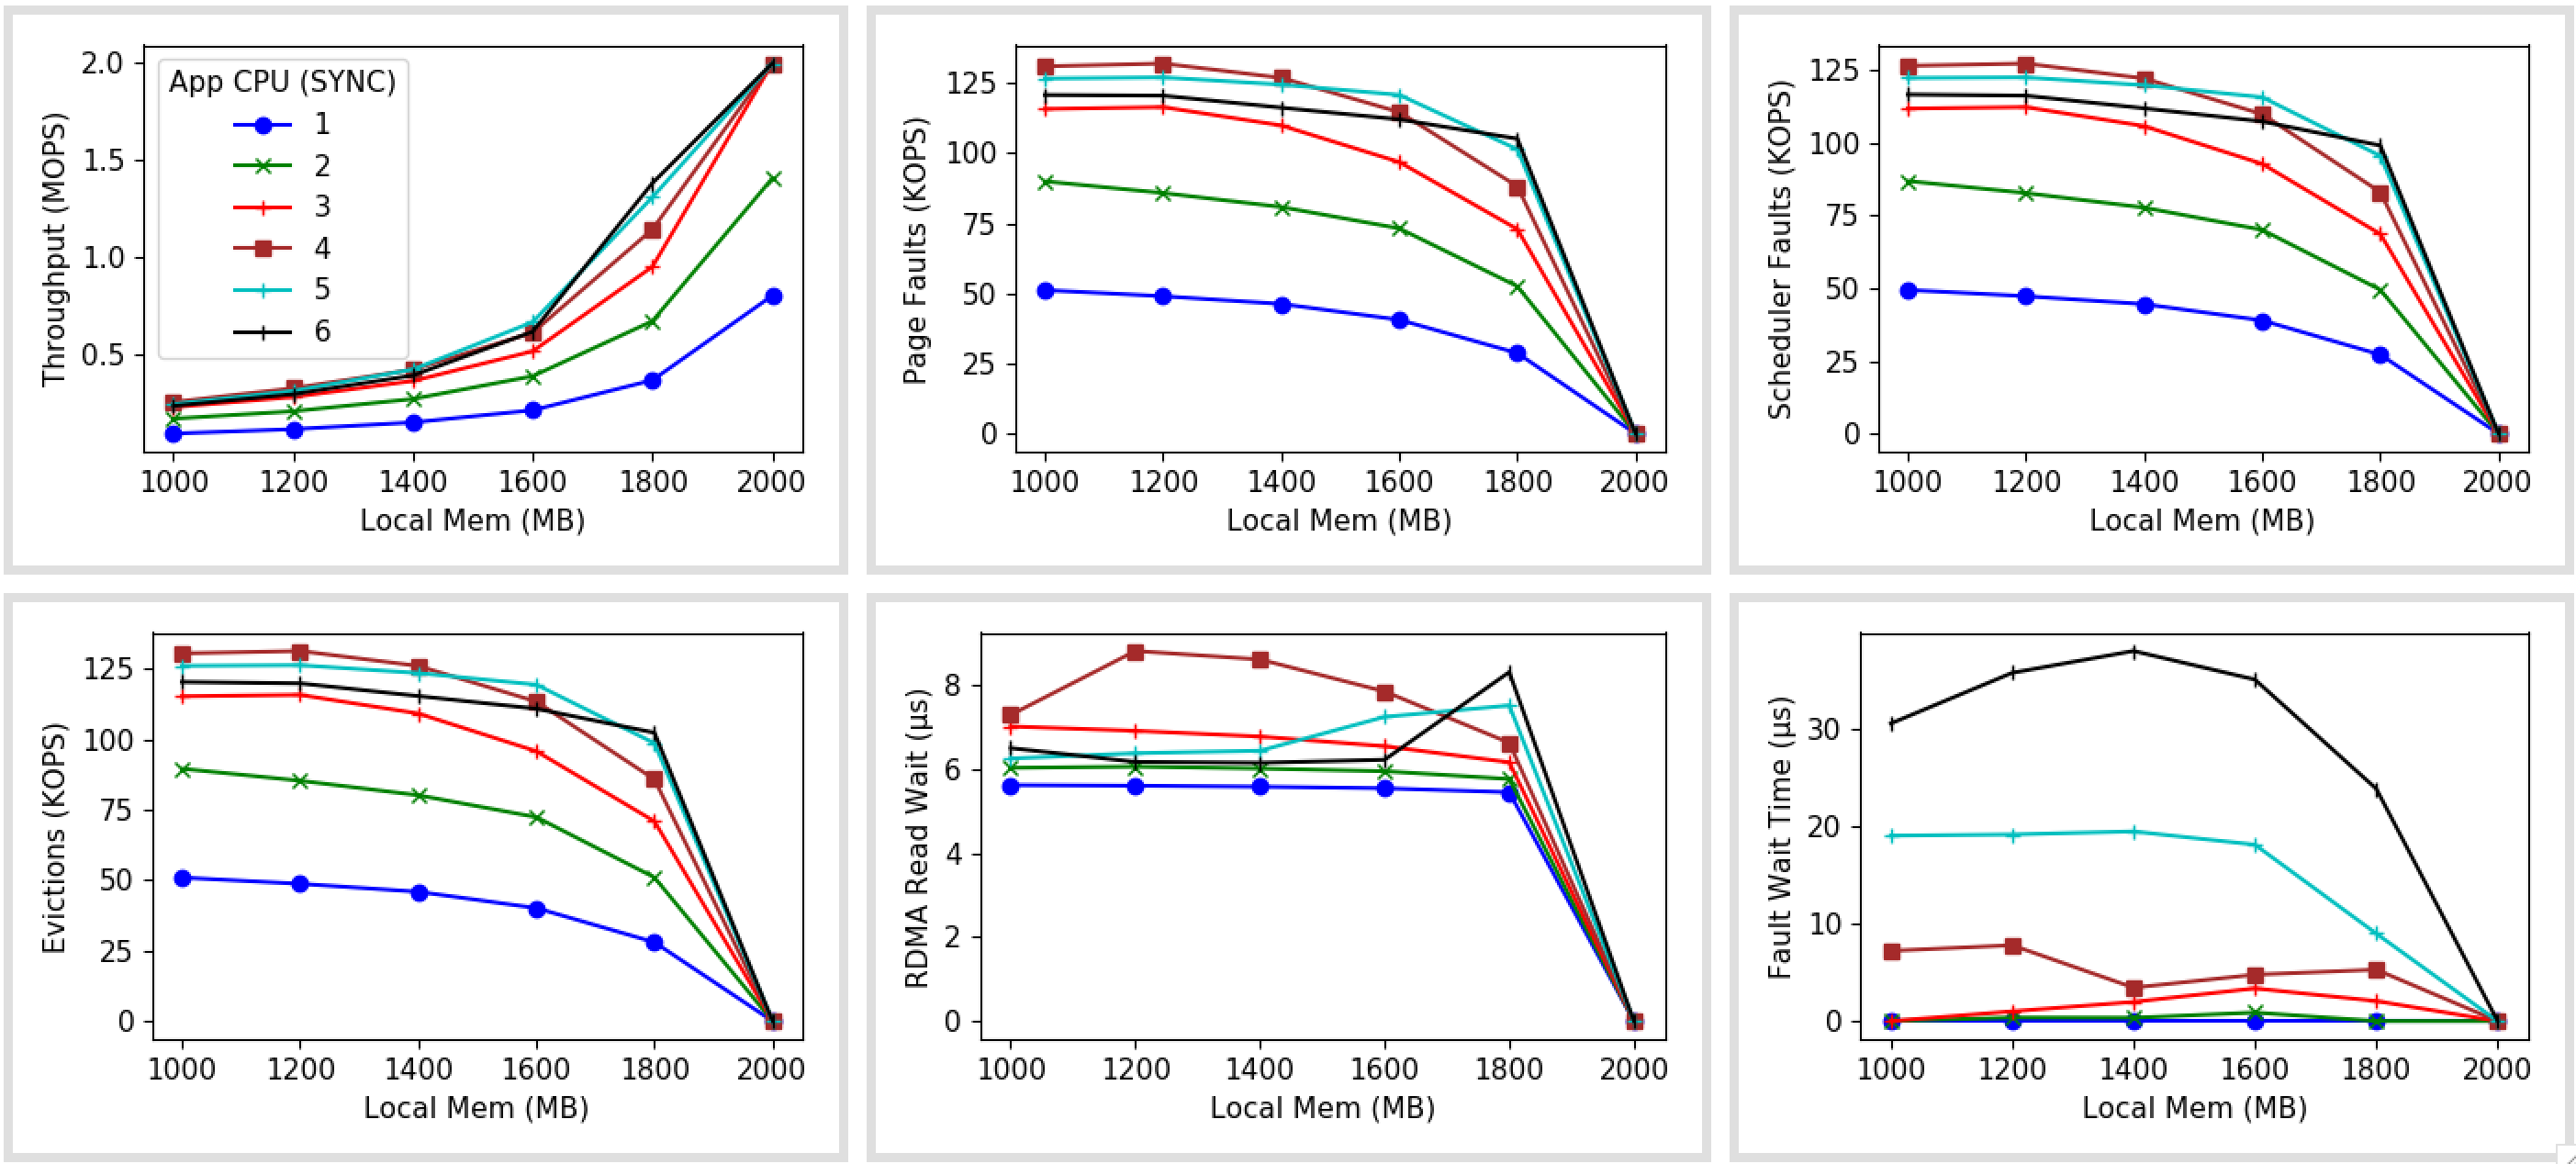 2.0
1.5
1.0
0.5
Throughput (MOPS)
App CPU (SYNC)
1
2
3
4
5
6
1000 1200 1400 1600 1800 2000
Local Mem (MB)
125
100
75
50
25
0
Page Faults (KOPS)
1000 1200 1400 1600 1800 2000
Local Mem (MB)
125
100
75
50
25
0
Scheduler Faults (KOPS)
1000 1200 1400 1600 1800 2000
Local Mem (MB)
125
100
75
50
25
0
Evictions (KOPS)
1000 1200 1400 1600 1800 2000
Local Mem (MB)
8
6
4
2
0
RDMA Read Wait (µs)
1000 1200 1400 1600 1800 2000
Local Mem (MB)
30
20
10
0
Fault Wait Time (µs)
1000 1200 1400 1600 1800 2000
Local Mem (MB)